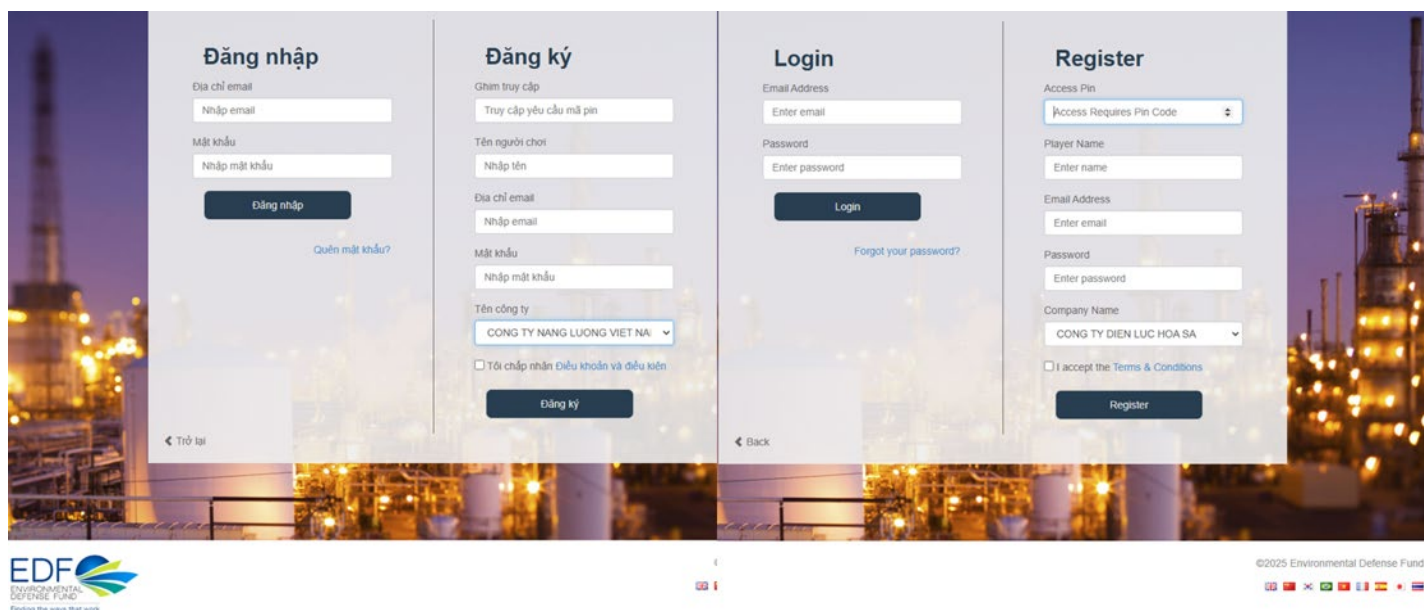 Đăng nhập
Địa chỉ email
Nhập email
Mật khẩu
Nhập mật khẩu
Đăng nhập
Quên mật khẩu?
Trở lại
Đăng ký
Ghim truy cập
Truy cập yêu cầu mã pin
Tên người chơi
Nhập tên
Địa chỉ email
Nhập email
Mật khẩu
Nhập mật khẩu
Tên công ty
CONG TY NANG LUONG VIET NA
Tôi chấp nhận Điều khoản và điều kiện
Đăng ký
Login
Email Address
Enter email
Password
Enter password
Login
Forgot your password?
Back
Register
Access Pin
Access Requires Pin Code
Player Name
Enter name
Email Address
Enter email
Password
Enter password
Company Name
CONG TY DIEN LUC HOA SA
I accept the Terms & Conditions
Register
EDF
ENVIRONMENTAL
DEFENSE FUND
Finding the ways that work
©2025 Environmental Defense Fund